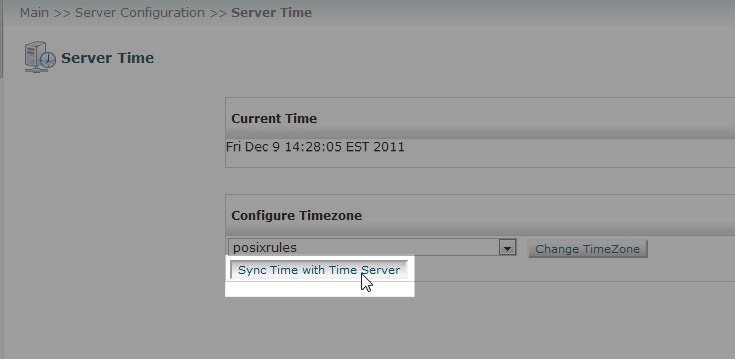 Main >> Server Configuration >> Server Time
Server Time
Current Time
Fri Dec 9 14:28:05 EST 2011
Configure Timezone
posixrules
Change TimeZone
Sync Time with Time Server